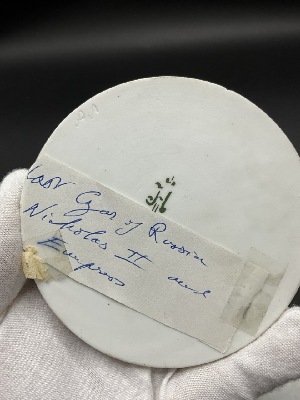 Last Czar of Russia
Nicholas II and
Empress